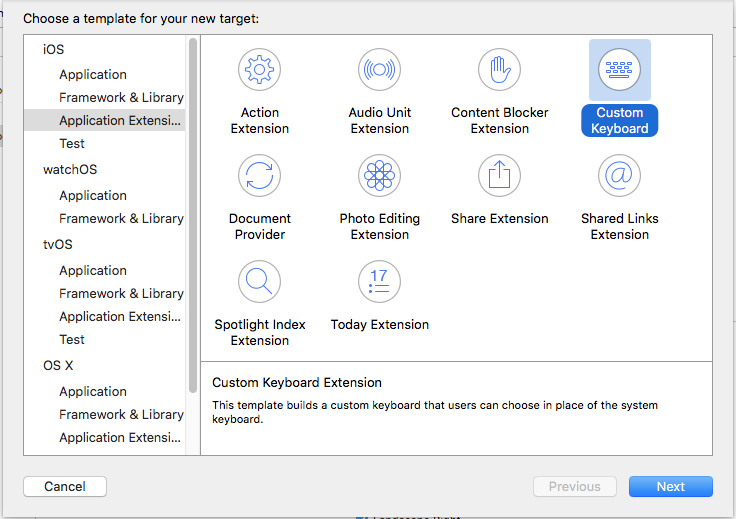 Choose a template for your new target:
iOS
Application
Framework & Library
Application Extensi...
Test
watchOS
Application
Framework & Library
tvOS
Application
Framework & Library
Application Extensi...
Test
OS X
Application
Framework & Library
Application Extensi...
Action
Extension
Audio Unit
Extension
Content Blocker
Extension
Custom
Keyboard
Document
Provider
Photo Editing
Extension
Share Extension
Shared Links
Extension
Spotlight Index
Extension
17
Today Extension
Custom Keyboard Extension
This template builds a custom keyboard that users can choose in place of the system
keyboard.
Cancel
Previous
Next